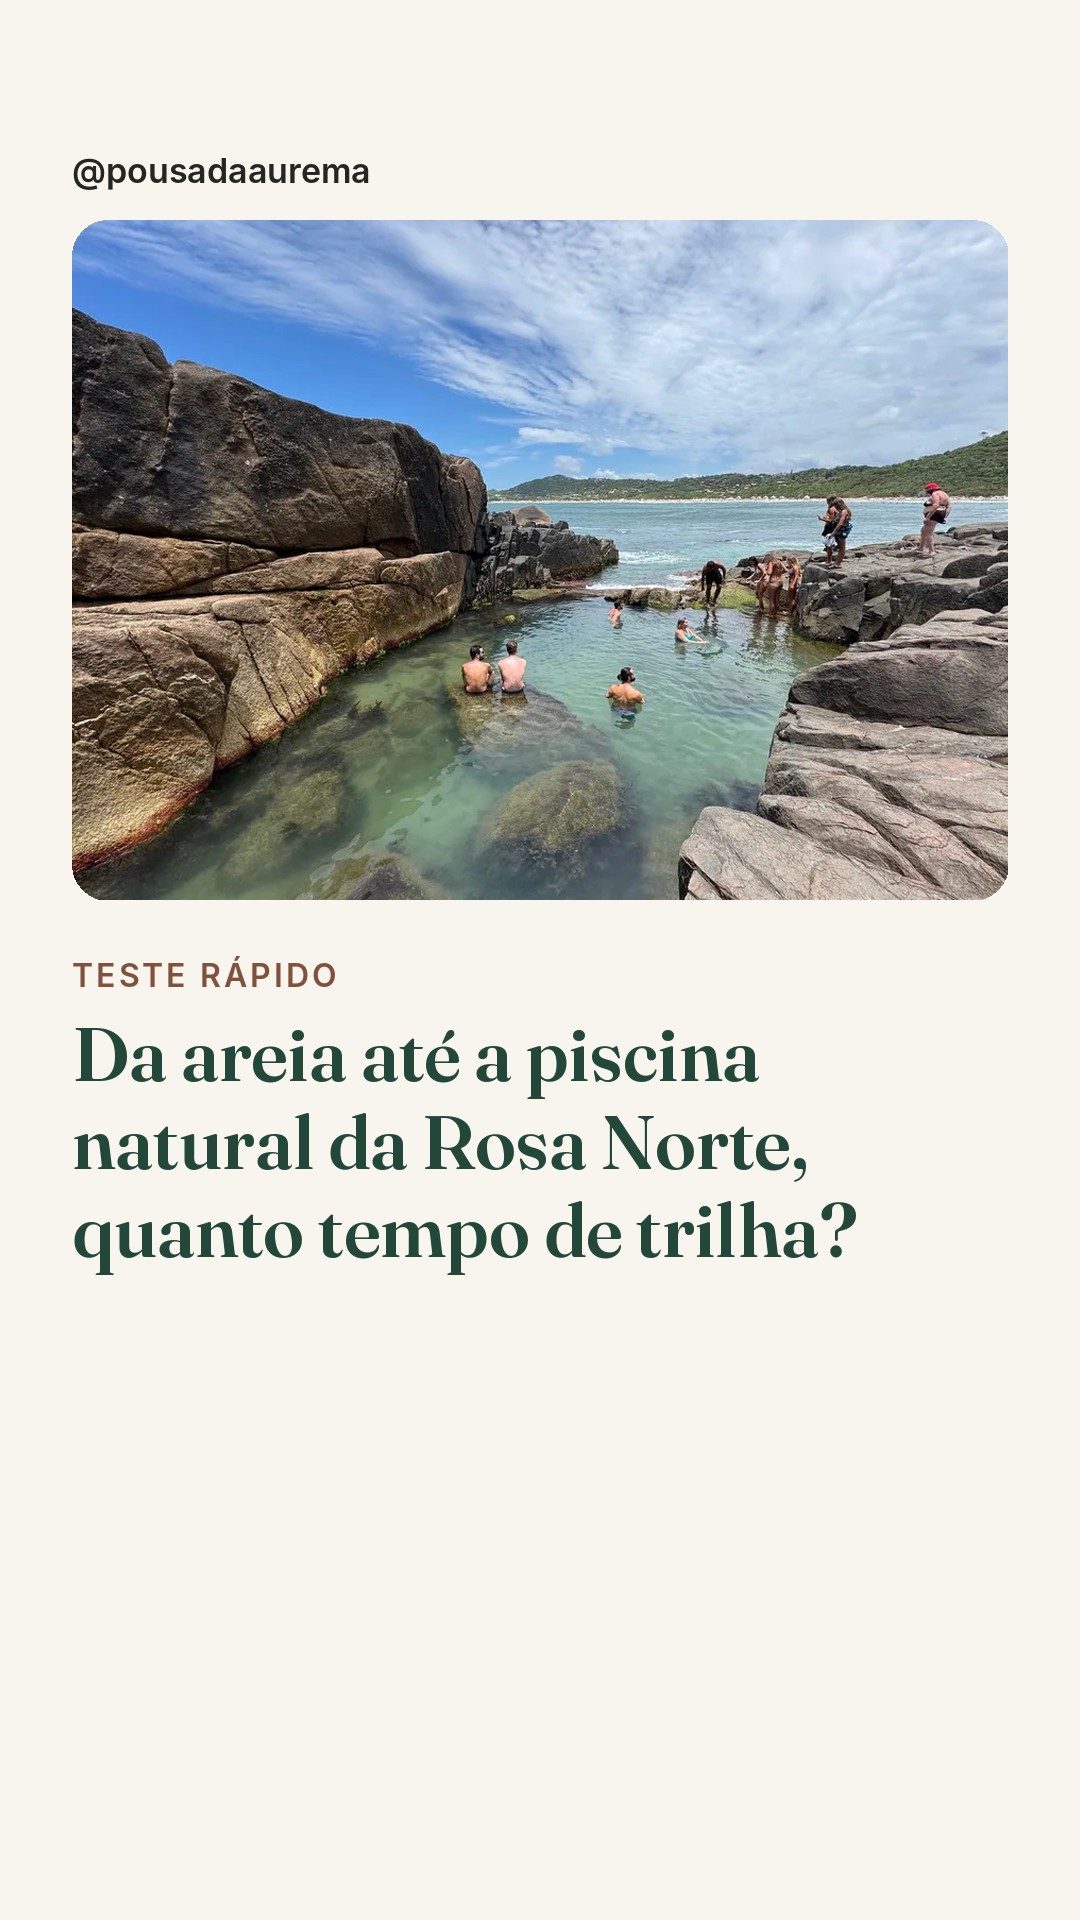 @pousadaaurema
TESTE RÁPIDO
Da areia até a piscina
natural da Rosa Norte,
quanto tempo de trilha?